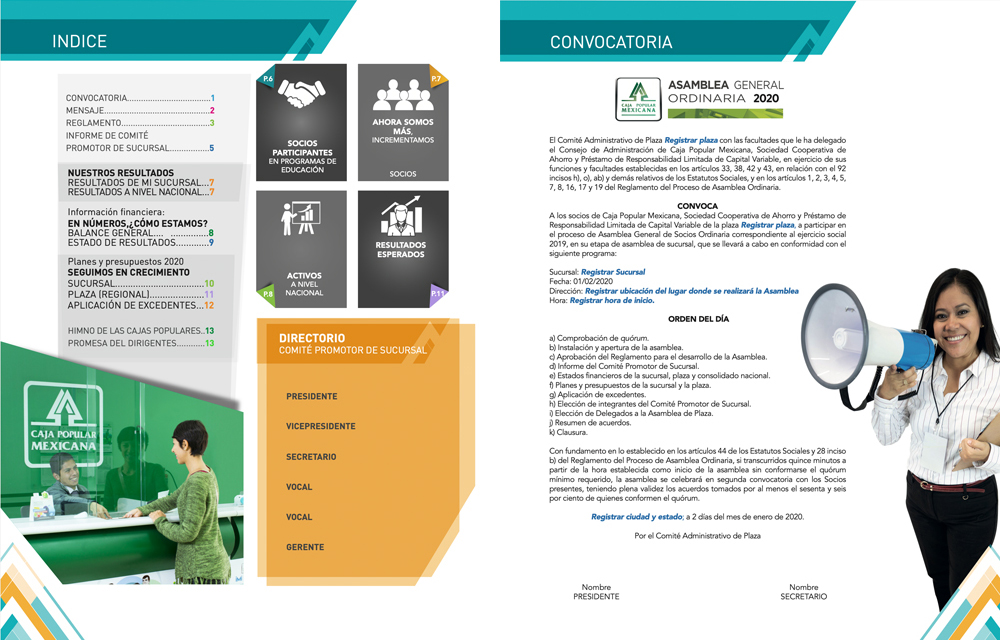 INDICE
CONVOCATORIA................................1
MENSAJE.........................................2
REGLAMENTO..................................3
INFORME DE COMITÉ
PROMOTOR DE SUCURSAL...............5
NUESTROS RESULTADOS
RESULTADOS DE MI SUCURSAL...7
RESULTADOS A NIVEL NACIONAL..7
Información financiera:
EN NÚMEROS,¿CÓMO ESTAMOS?
BALANCE GENERAL.... ..............8
ESTADO DE RESULTADOS............9
Planes y presupuestos 2020
SEGUIMOS EN CRECIMIENTO
SUCURSAL..............................10
PLAZA (REGIONAL)......................11
APLICACIÓN DE EXCEDENTES...12
HIMNO DE LAS CAJAS POPULARES..13
PROMESA DEL DIRIGENTES...........13
P.6
SOCIOS
PARTICIPANTES
EN PROGRAMAS DE
EDUCACIÓN
P.7
AHORA SOMOS
MÁS,
INCREMENTAMOS
SOCIOS
ACTIVOS
A NIVEL
NACIONAL
P.8
RESULTADOS
ESPERADOS
P.11
DIRECTORIO
COMITÉ PROMOTOR DE SUCURSAL
PRESIDENTE
VICEPRESIDENTE
SECRETARIO
VOCAL
VOCAL
GERENTE
CAJA POPULAR
MEXICANA
CONVOCATORIA
CAJA POPULAR
MEXICANA
ASAMBLEA GENERAL
ORDINARIA 2020
El Comité Administrativo de Plaza Registrar plaza con las facultades que le ha delegado
el Consejo de Administración de Caja Popular Mexicana, Sociedad Cooperativa de
Ahorro y Préstamo de Responsabilidad Limitada de Capital Variable, en ejercicio de sus
funciones y facultades establecidas en los artículos 33, 38, 42 y 43, en relación con el 92
incisos h), o), ab) y demás relativos de los Estatutos Sociales, y en los artículos 1, 2, 3, 4, 5,
7, 8, 16, 17 y 19 del Reglamento del Proceso de Asamblea Ordinaria.
CONVOCA
A los socios de Caja Popular Mexicana, Sociedad Cooperativa de Ahorro y Préstamo de
Responsabilidad Limitada de Capital Variable de la plaza Registrar plaza, a participar en
el proceso de Asamblea General de Socios Ordinaria correspondiente al ejercicio social
2019, en su etapa de asamblea de sucursal, que se llevará a cabo en conformidad con el
siguiente programa:
Sucursal: Registrar Sucursal
Fecha: 01/02/2020
Dirección: Registrar ubicación del lugar donde se realizará la Asamblea
Hora: Registrar hora de inicio.
ORDEN DEL DÍA
a) Comprobación de quórum.
b) Instalación y apertura de la asamblea.
c) Aprobación del Reglamento para el desarrollo de la Asamblea.
d) Informe del Comité Promotor de Sucursal.
e) Estados financieros de la sucursal, plaza y consolidado nacional.
f) Planes y presupuestos de la sucursal y la plaza.
g) Aplicación de excedentes.
h) Elección de integrantes del Comité Promotor de Sucursal.
i) Elección de Delegados a la Asamblea de Plaza.
j) Resumen de acuerdos.
k) Clausura.
Con fundamento en lo establecido en los artículos 44 de los Estatutos Sociales y 28 inciso
b) del Reglamento del Proceso de Asamblea Ordinaria, si transcurridos quince minutos a
partir de la hora establecida como inicio de la asamblea sin conformarse el quórum
mínimo requerido, la asamblea se celebrará en segunda convocatoria con los Socios
presentes, teniendo plena validez los acuerdos tomados por al menos el sesenta y seis
por ciento de quienes conformen el quórum.
Registrar ciudad y estado; a 2 días del mes de enero de 2020.
Por el Comité Administrativo de Plaza
Nombre
PRESIDENTE
Nombre
SECRETARIO